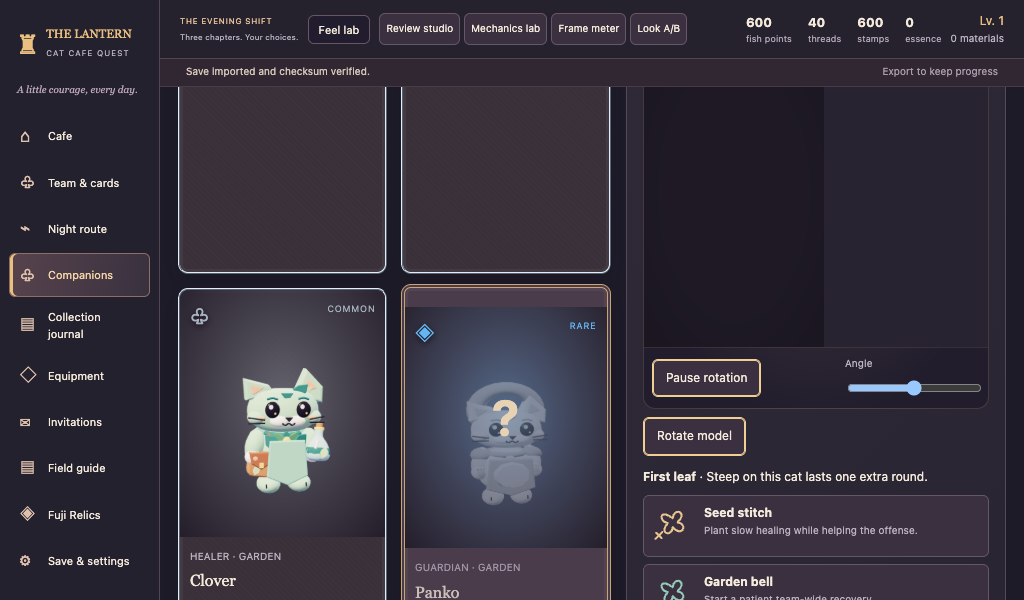 THE LANTERN
CAT CAFE QUEST
A little courage, every day.
Cafe
Team & cards
Night route
Companions
Collection
journal
Equipment
Invitations
Field guide
Fuji Relics
Save & settings
THE EVENING SHIFT
Three chapters. Your choices.
Feel lab
Review studio
Mechanics lab
Frame meter
Look A/B
600
fish points
40
threads
600
stamps
0
essence
Lv. 1
0 materials
Save imported and checksum verified.
Export to keep progress
COMMON
HEALER · GARDEN
Clover
RARE
?
GUARDIAN · GARDEN
Panko
Pause rotation
Angle
Rotate model
First leaf · Steep on this cat lasts one extra round.
Seed stitch
Plant slow healing while helping the offense.
Garden bell
Start a patient team-wide recovery.